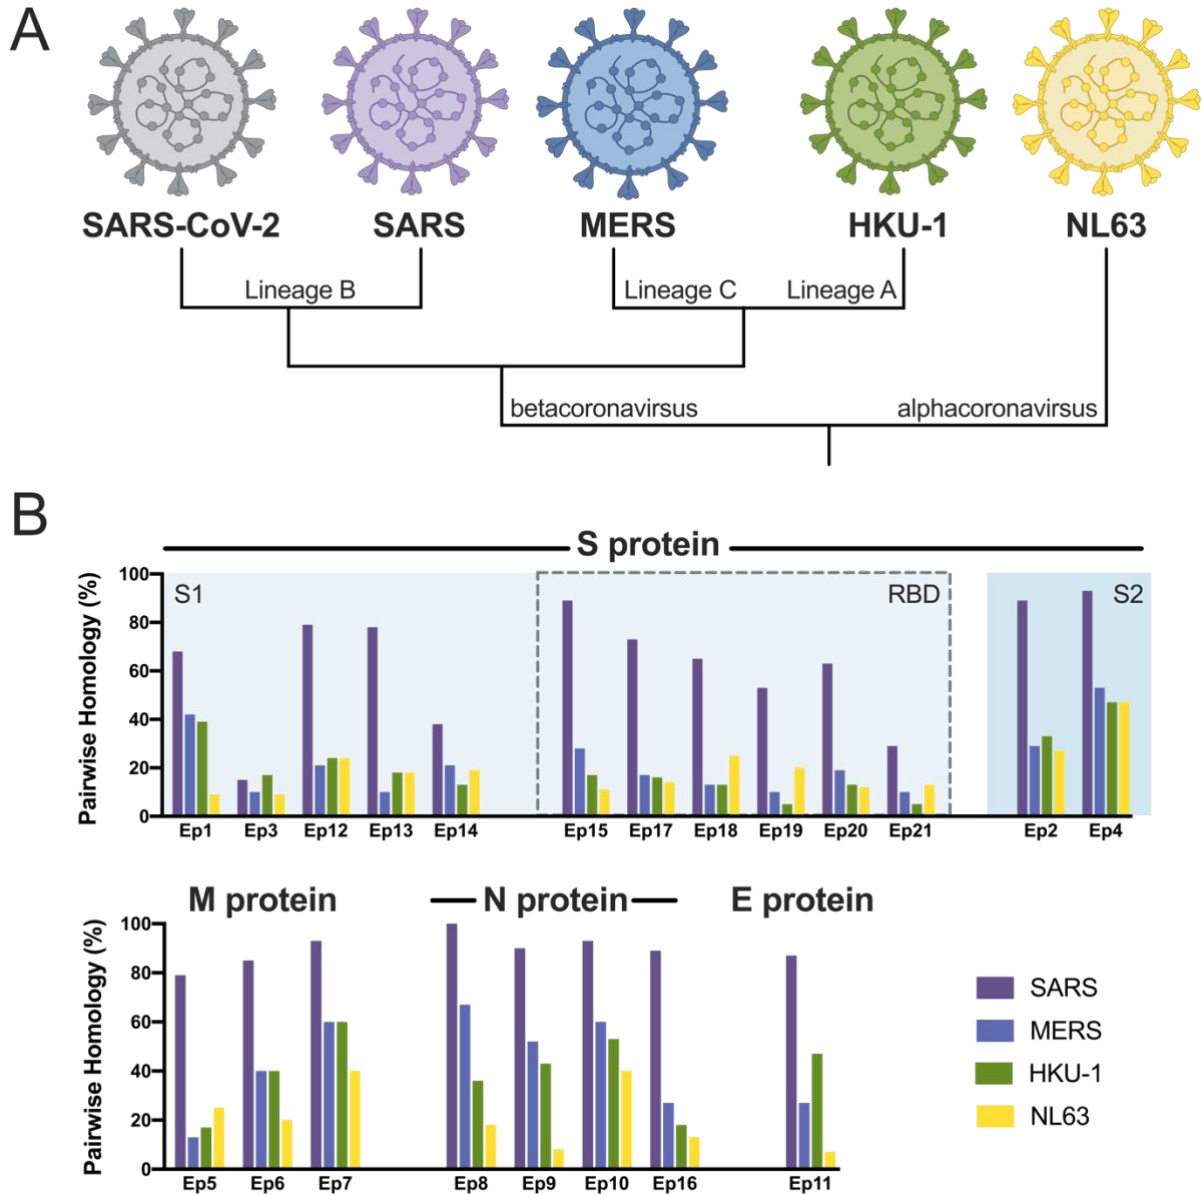 A
SARS-CoV-2 SARS MERS HKU-1 NL63
Lineage B Lineage C Lineage A
betacoronavirsus alphacoronavirsus
B
S protein
Pairwise Homology (%)
100
80
60
40
20
0
S1 RBD S2
Ep1 Ep3 Ep12 Ep13 Ep14 Ep15 Ep17 Ep18 Ep19 Ep20 Ep21 Ep2 Ep4
M protein N protein E protein
Pairwise Homology (%)
100
80
60
40
20
0
Ep5 Ep6 Ep7 Ep8 Ep9 Ep10 Ep16 Ep11
SARS
MERS
HKU-1
NL63